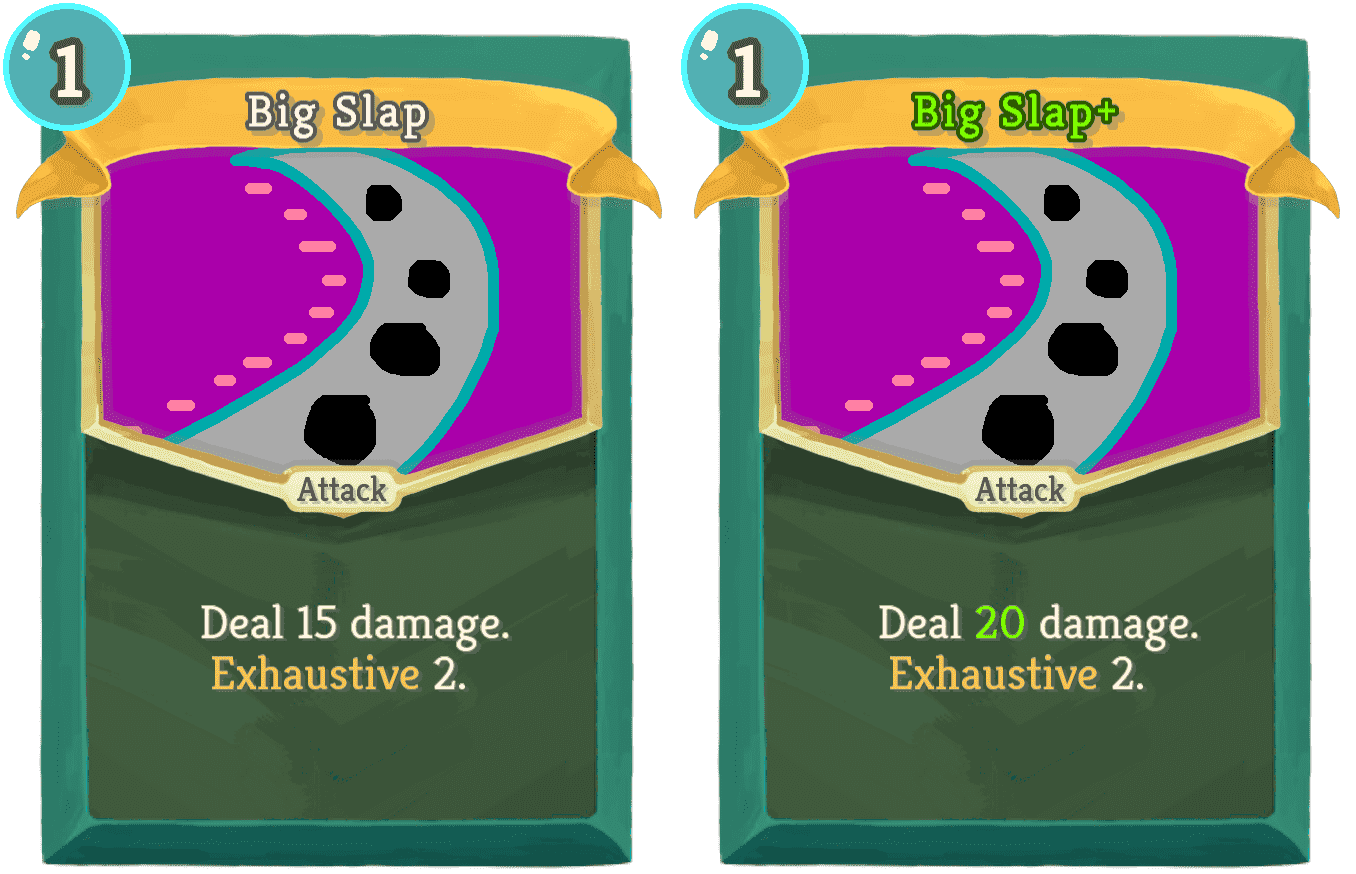 1
Big Slap
Attack
Deal 15 damage.
Exhaustive 2.
1
Big Slap+
Attack
Deal 20 damage.
Exhaustive 2.